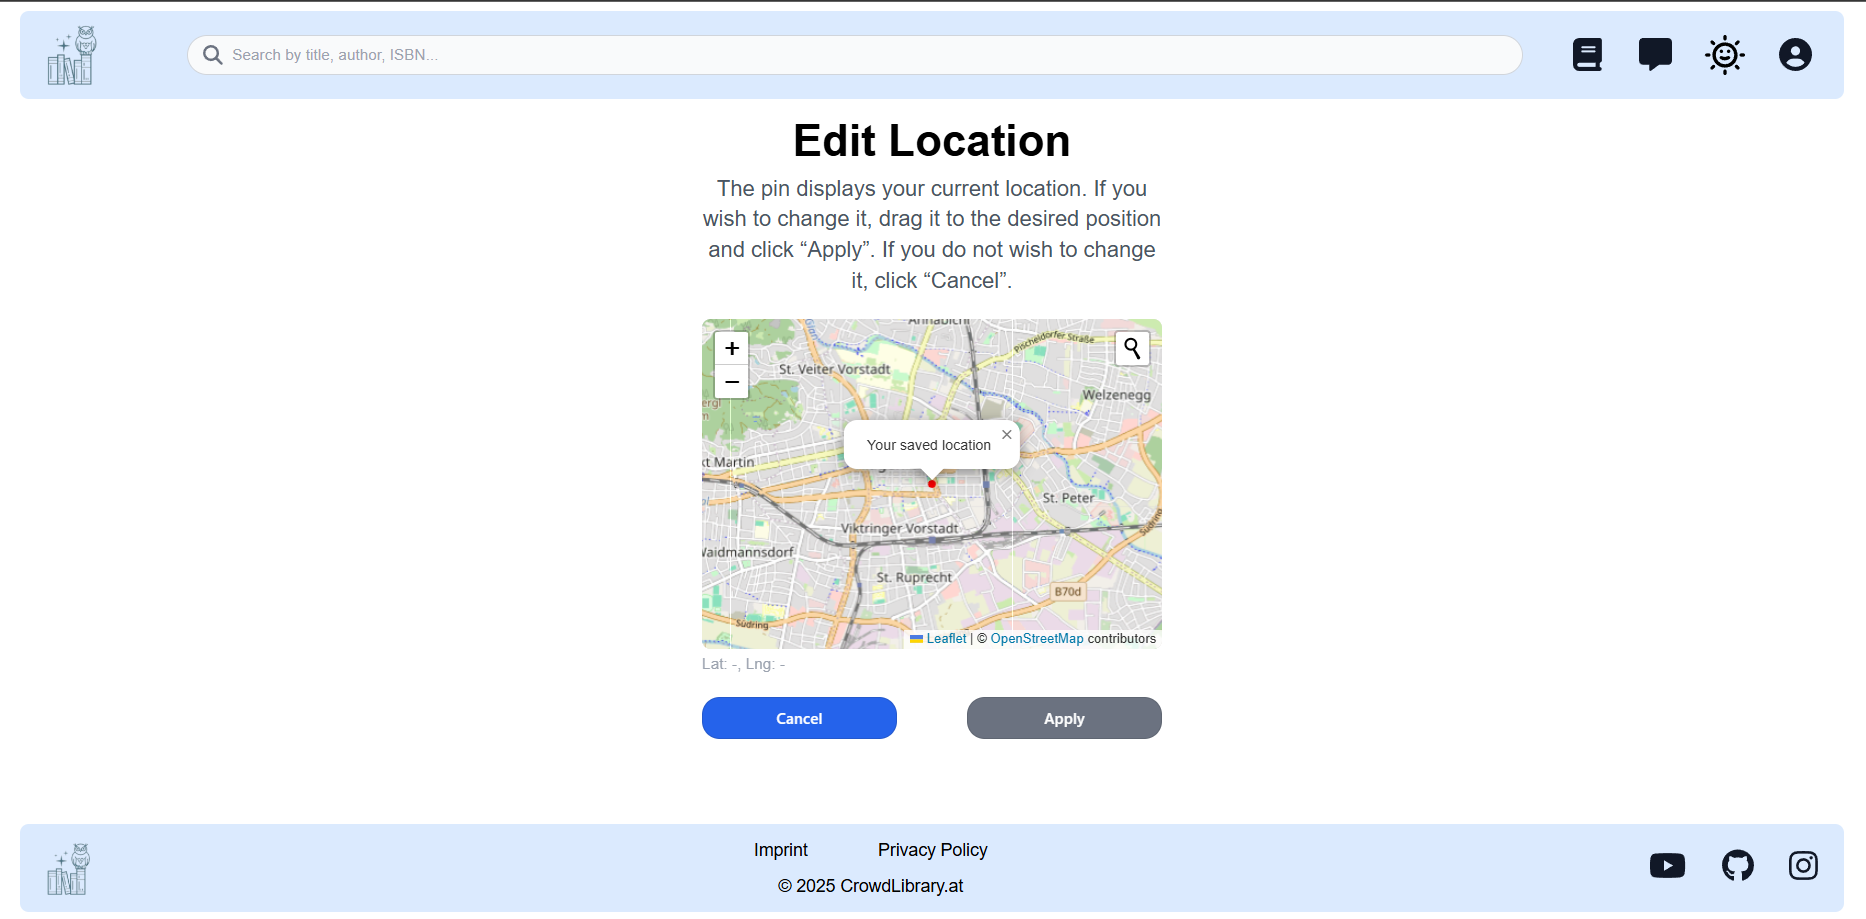 Search by title, author, ISBN...
Edit Location
The pin displays your current location. If you
wish to change it, drag it to the desired position
and click “Apply”. If you do not wish to change
it, click “Cancel”.
Annabichl
Pischeldorfer Straße
+
St. Veiter Vorstadt
−
Welzenegg
Your saved location
×
kt Martin
St. Peter
Viktringer Vorstadt
Südring
Waidmannsdorf
St. Ruprecht
B70d
Südring
Leaflet | © OpenStreetMap contributors
Lat: -, Lng: -
Cancel
Apply
Imprint
Privacy Policy
© 2025 CrowdLibrary.at